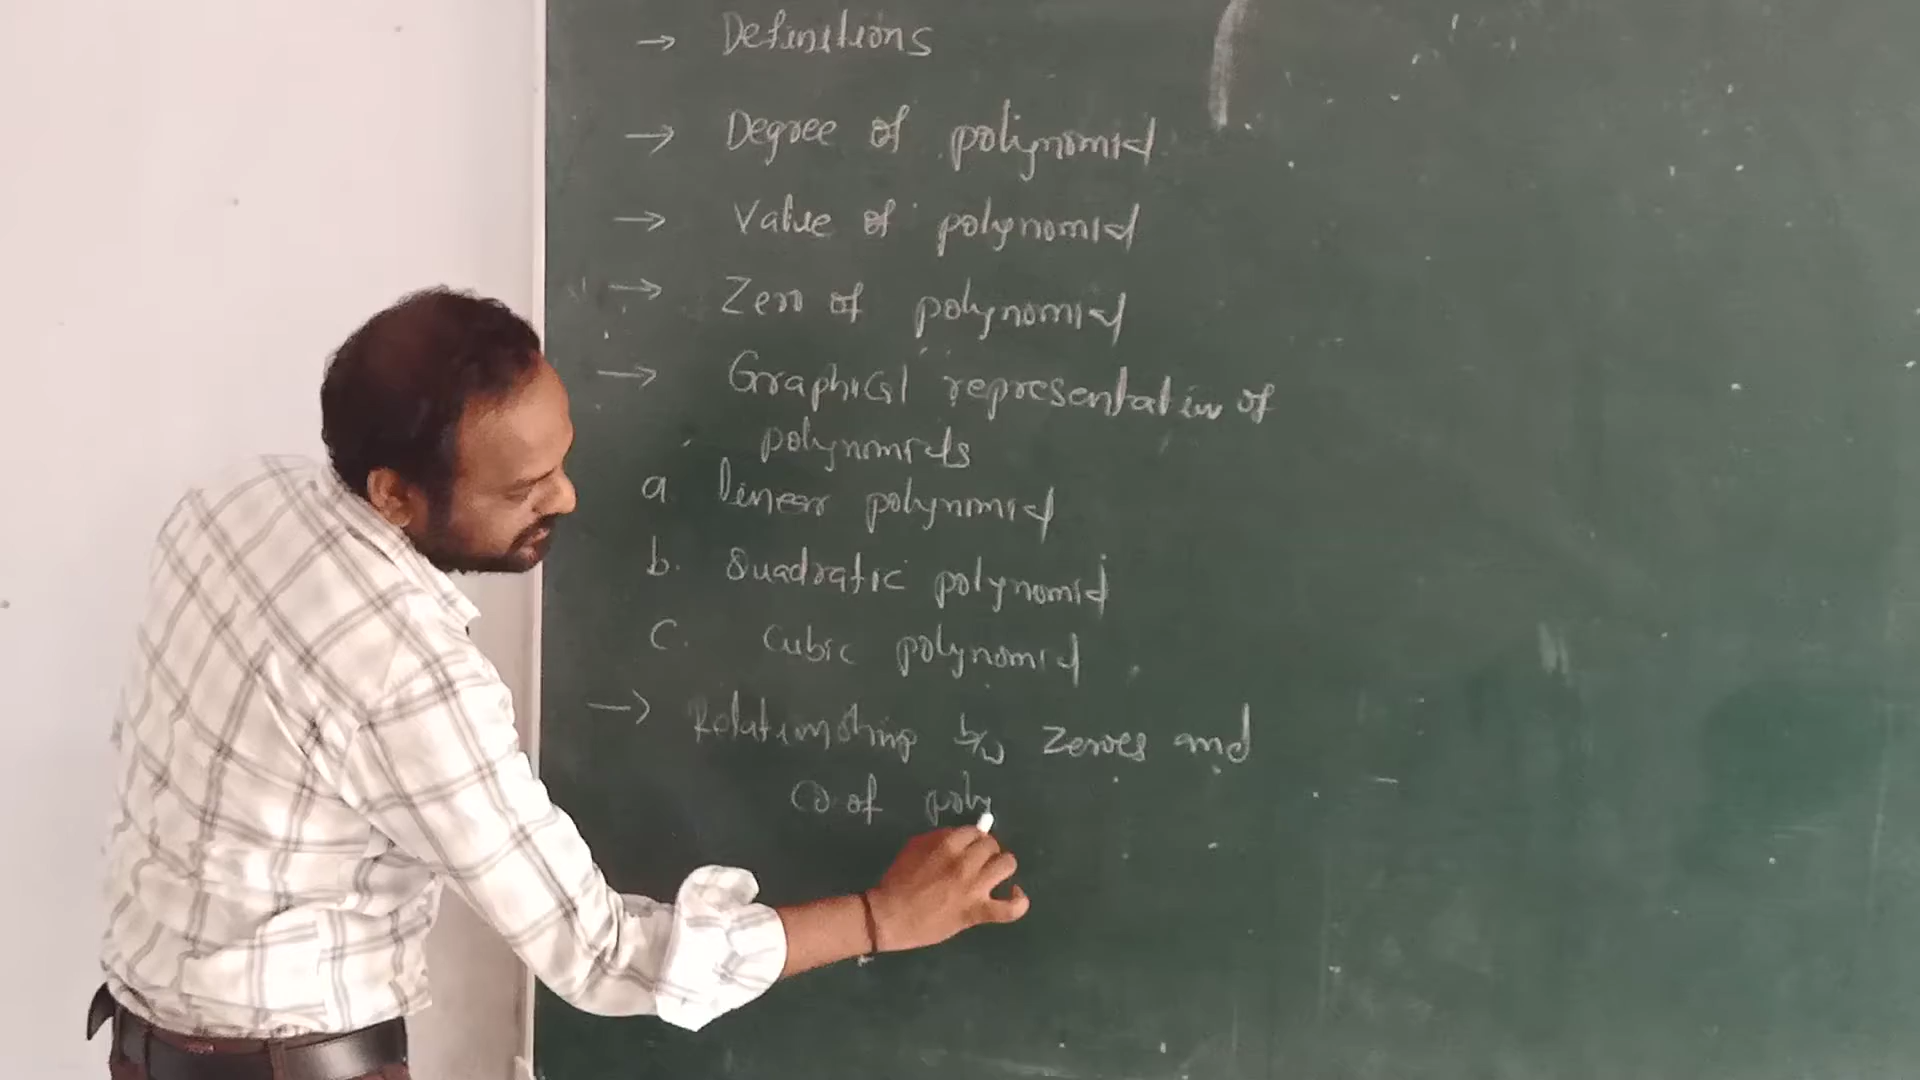 → Definitions
→ Degree of polynomial
→ Value of polynomial
→ Zero of polynomial
→ Graphical representation of
polynomials
a. linear polynomial
b. Quadratic polynomial
C. Cubic polynomial
→ Relationship b/w zeroes and
co. of poly